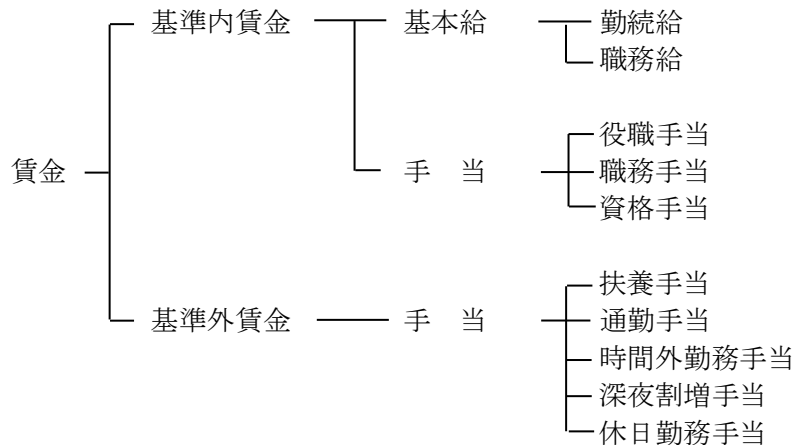 基準内賃金 基本給 勤続給
職務給
役職手当
賃金 手 当 職務手当
資格手当
扶養手当
基準外賃金 手 当 通勤手当
時間外勤務手当
深夜割増手当
休日勤務手当